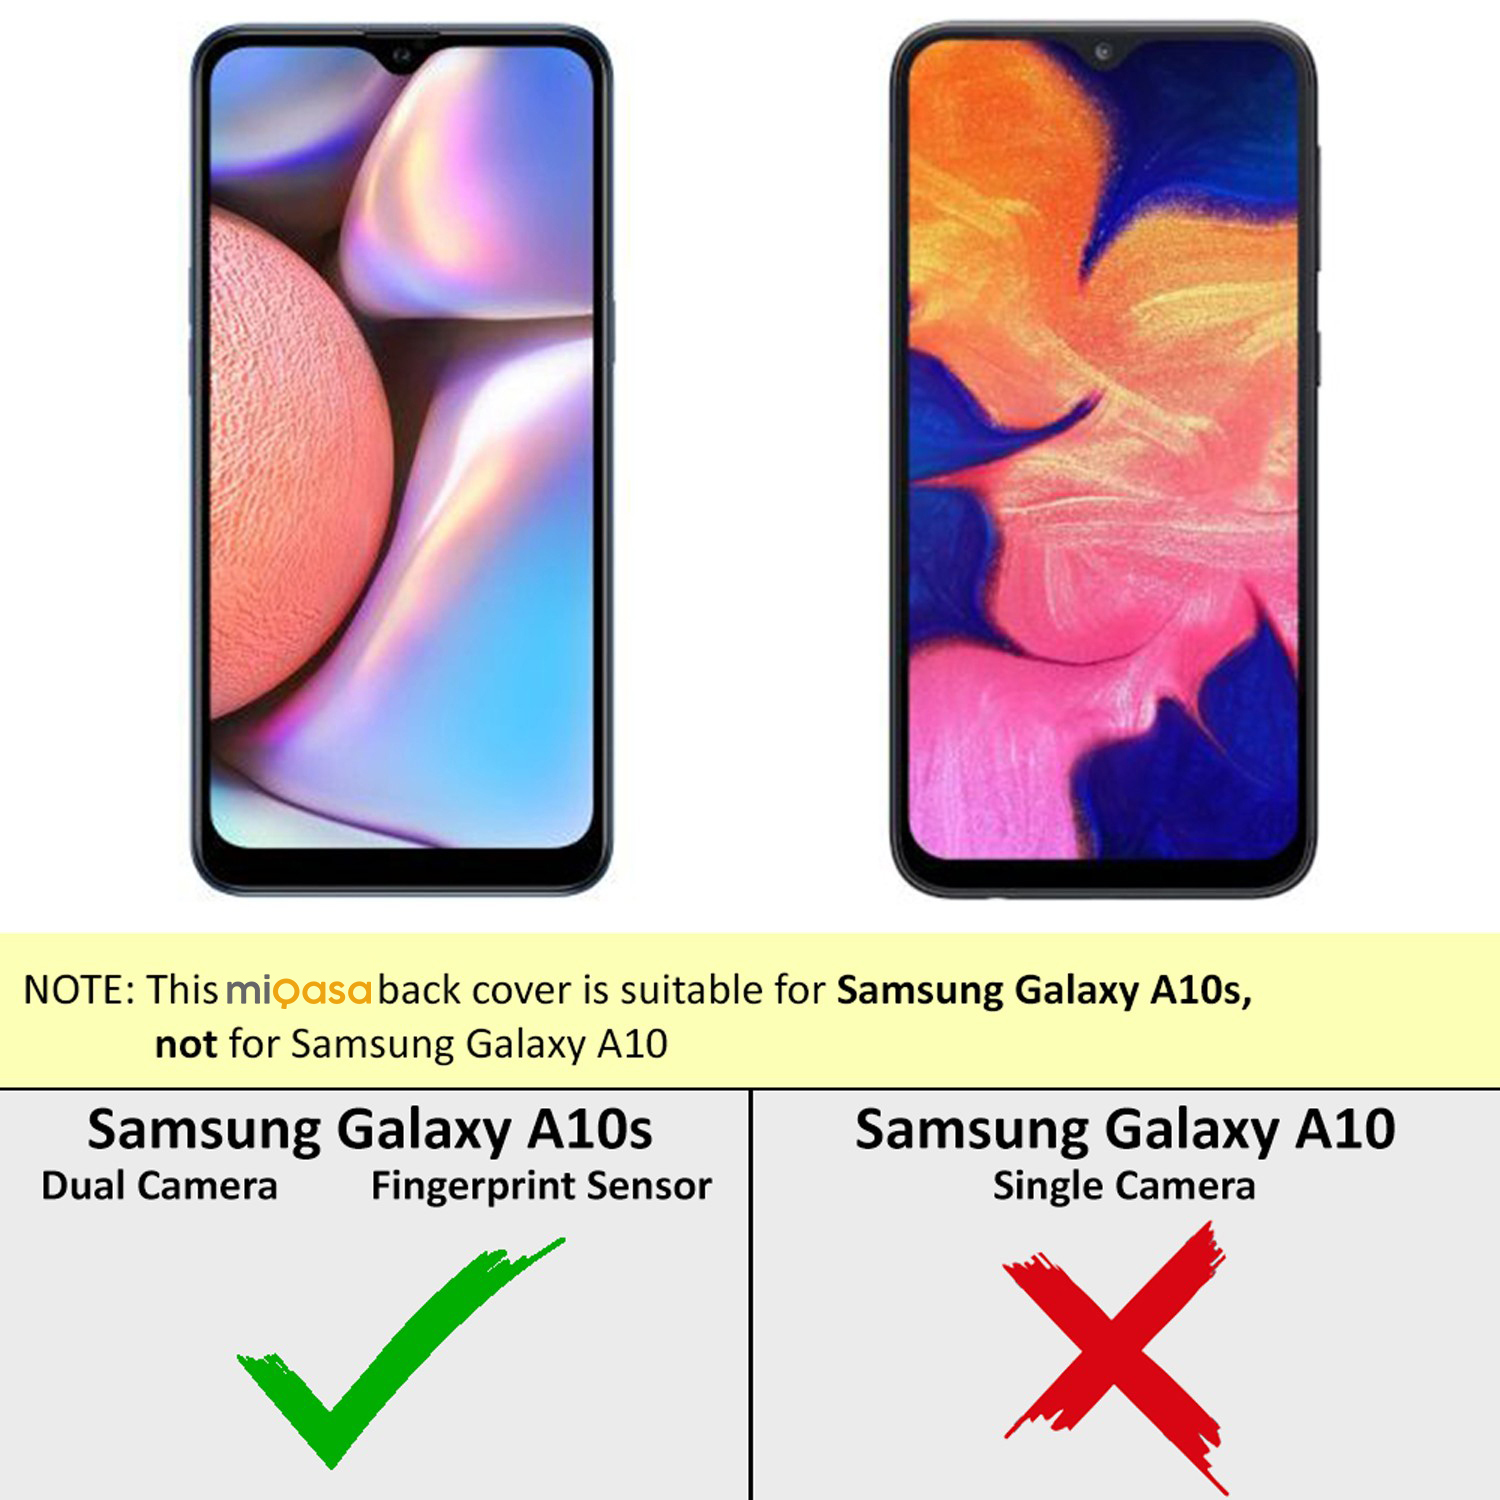 NOTE: This miQasa back cover is suitable for Samsung Galaxy A10s,
not for Samsung Galaxy A10
Samsung Galaxy A10s
Dual Camera Fingerprint Sensor
Samsung Galaxy A10
Single Camera